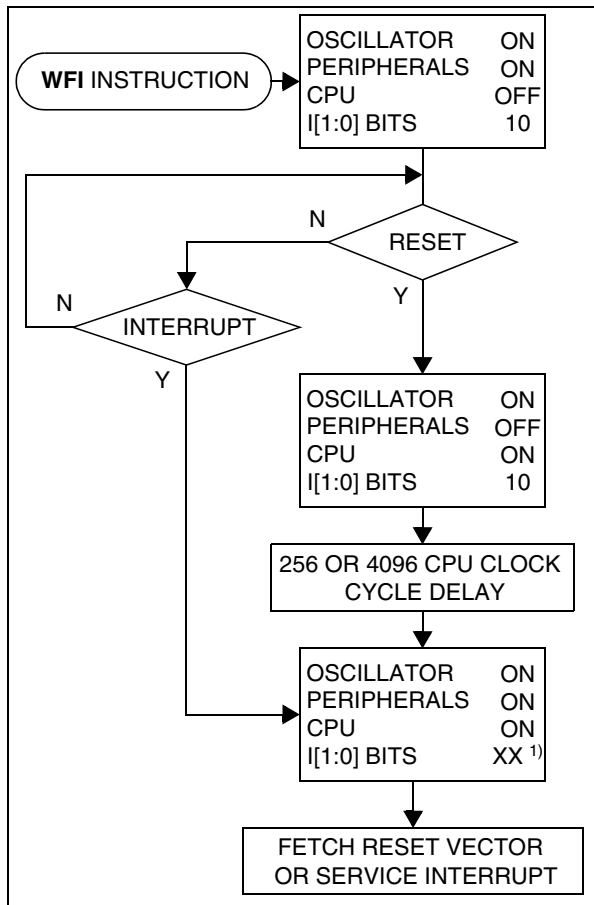 WFI INSTRUCTION
OSCILLATOR ON
PERIPHERALS ON
CPU OFF
I[1:0] BITS 10
RESET
N
Y
INTERRUPT
N
Y
OSCILLATOR ON
PERIPHERALS OFF
CPU ON
I[1:0] BITS 10
256 OR 4096 CPU CLOCK
CYCLE DELAY
OSCILLATOR ON
PERIPHERALS ON
CPU ON
I[1:0] BITS XX 1)
FETCH RESET VECTOR
OR SERVICE INTERRUPT